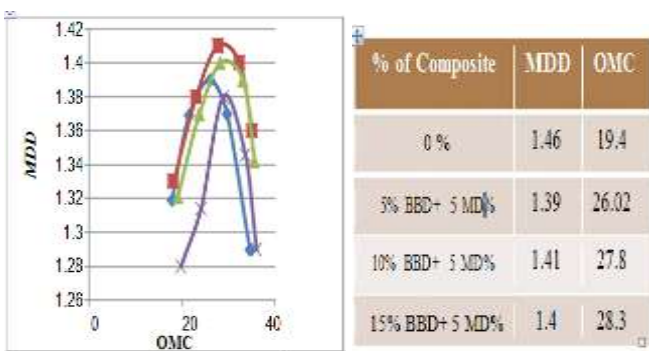 1.42
1.4
1.38
1.36
1.34
1.32
1.3
1.28
1.26
MDD
0 20 40
OMC
% of Composite MDD OMC
0 % 1.46 19.4
5% BBD+ 5 MD% 1.39 26.02
10% BBD+ 5 MD% 1.41 27.8
15% BBD+ 5 MD% 1.4 28.3